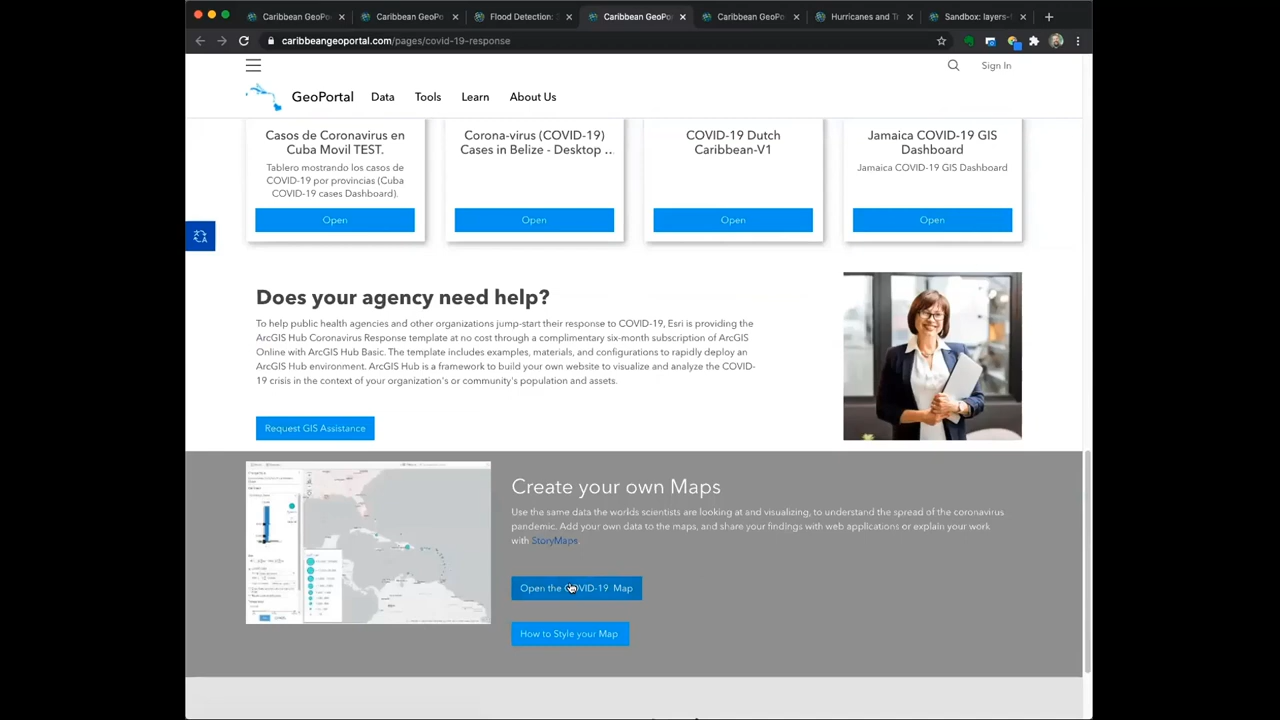 Caribbean GeoPo
Caribbean GeoPo
Flood Detection:
Caribbean GeoPo
Caribbean GeoPo
Hurricanes and Tr
Sandbox: layers-
caribbeangeoportal.com/pages/covid-19-response
Sign In
GeoPortal
Data
Tools
Learn
About Us
Casos de Coronavirus en
Cuba Movil TEST.
Tablero mostrando los casos de
COVID-19 por provincias (Cuba
COVID-19 cases Dashboard).
Open
Corona-virus (COVID-19)
Cases in Belize - Desktop ...
Open
COVID-19 Dutch
Caribbean-V1
Open
Jamaica COVID-19 GIS
Dashboard
Jamaica COVID-19 GIS Dashboard
Open
Does your agency need help?
To help public health agencies and other organizations jump-start their response to COVID-19, Esri is providing the
ArcGIS Hub Coronavirus Response template at no cost through a complimentary six-month subscription of ArcGIS
Online with ArcGIS Hub Basic. The template includes examples, materials, and configurations to rapidly deploy an
ArcGIS Hub environment. ArcGIS Hub is a framework to build your own website to visualize and analyze the COVID-
19 crisis in the context of your organization's or community's population and assets.
Request GIS Assistance
Create your own Maps
Use the same data the worlds scientists are looking at and visualizing, to understand the spread of the coronavirus
pandemic. Add your own data to the maps, and share your findings with web applications or explain your work
with StoryMaps.
Open the COVID-19 Map
How to Style your Map